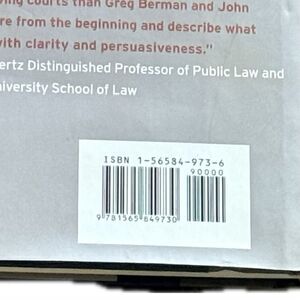 ving courts than Greg Berman and John
re from the beginning and describe what
with clarity and persuasiveness."
ertz Distinguished Professor of Public Law and
niversity School of Law
ISBN 1-56584-973-6
90000
9 781565 849730